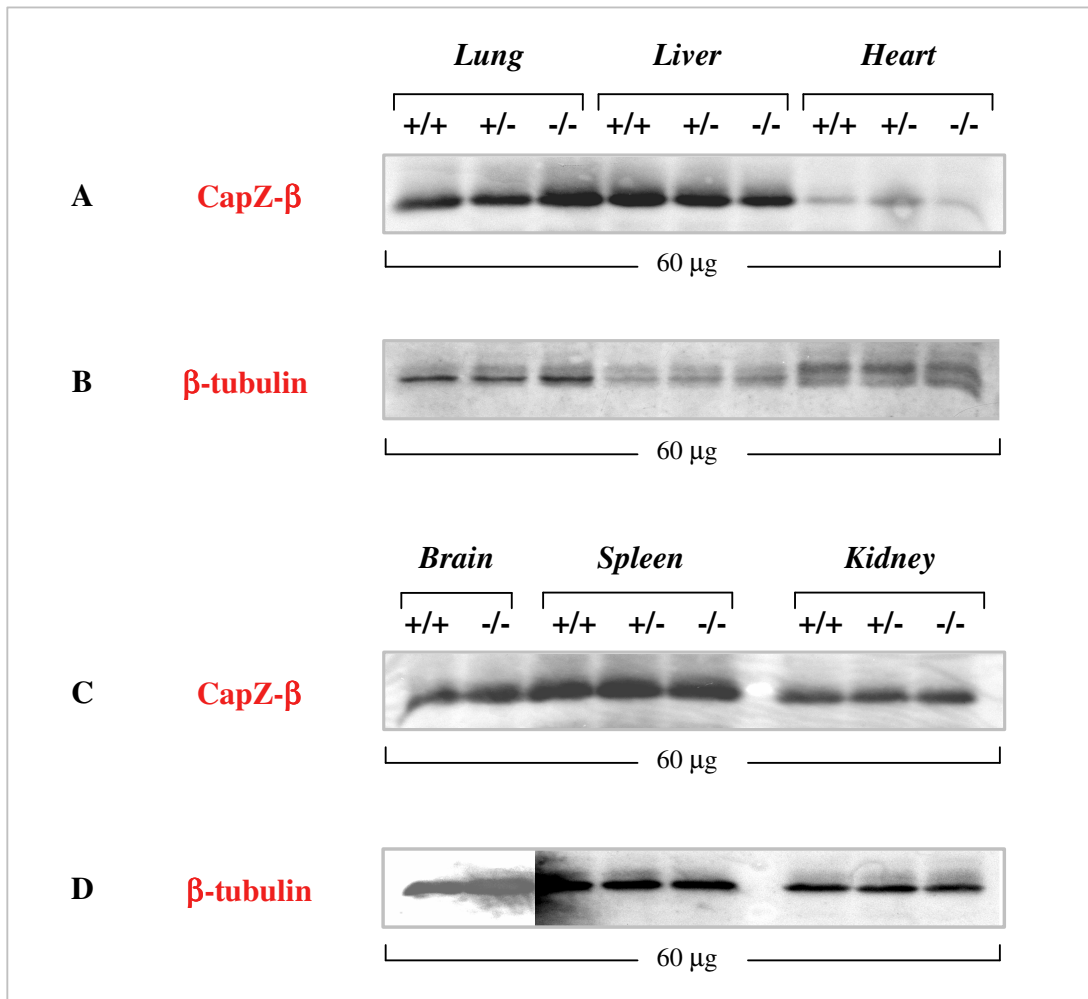 Lung Liver Heart
+/+ +/- -/- +/+ +/- -/- +/+ +/- -/-
A CapZ-β
60 μg
B β-tubulin
60 μg
Brain Spleen Kidney
+/+ -/- +/+ +/- -/- +/+ +/- -/-
C CapZ-β
60 μg
D β-tubulin
60 μg